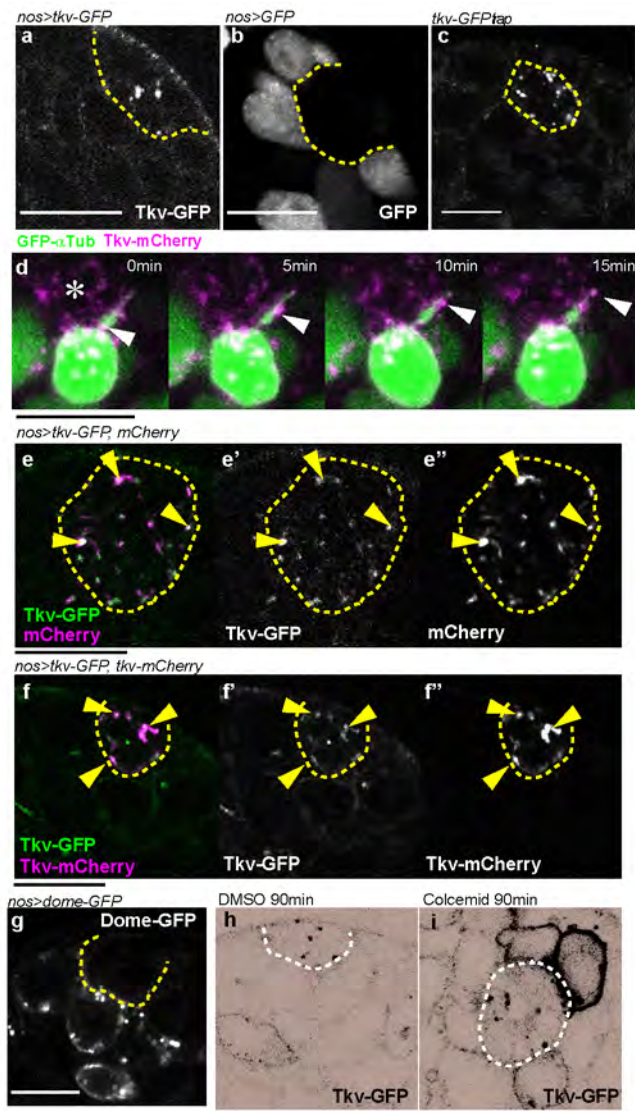 nos>tkv-GFP
nos>GFP
tkv-GFP trap
a
b
c
Tkv-GFP
GFP
GFP-αTub Tkv-mCherry
d
0min
5min
10min
15min
*
nos>tkv-GFP, mCherry
e
e'
e"
Tkv-GFP
mCherry
Tkv-GFP
mCherry
nos>tkv-GFP, tkv-mCherry
f
f'
f"
Tkv-GFP
Tkv-mCherry
Tkv-GFP
Tkv-mCherry
nos>dome-GFP
DMSO 90min
Colcemid 90min
g
Dome-GFP
h
i
Tkv-GFP
Tkv-GFP